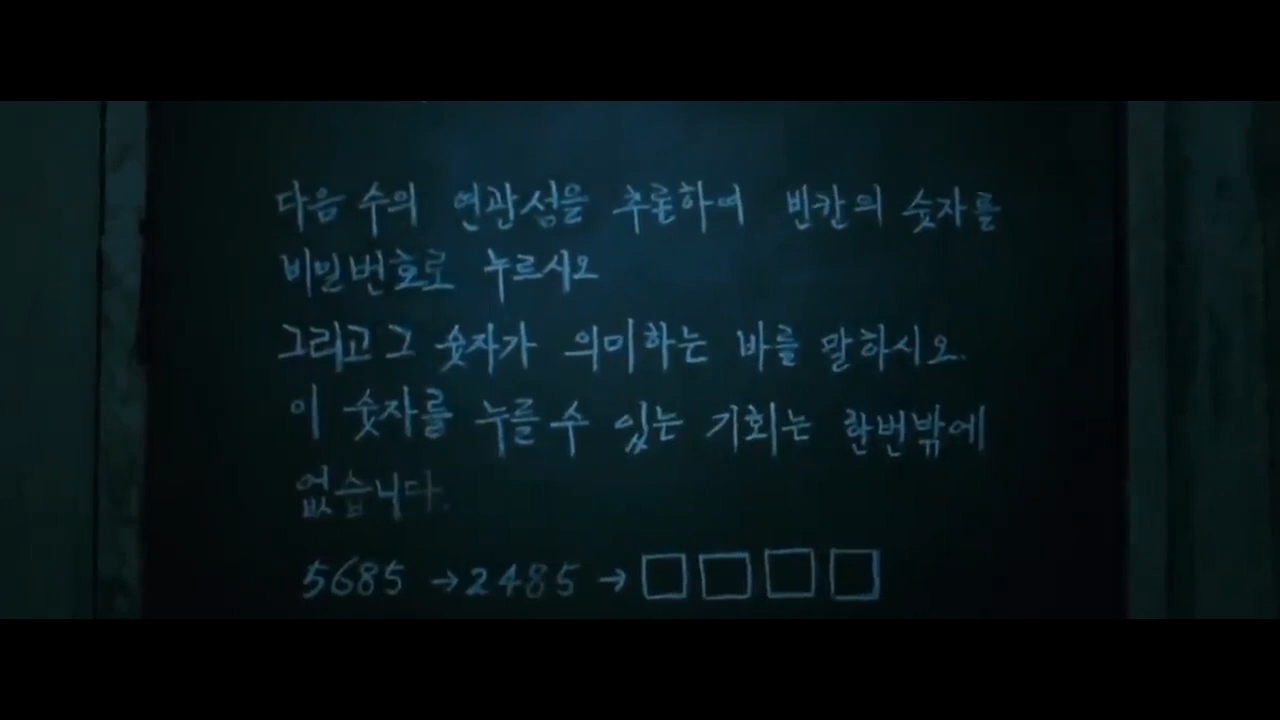 다음 수의 연관성을 추론하여 빈칸의 숫자를
비밀번호로 누르시오
그리고 그 숫자가 의미하는 바를 말하시오.
이 숫자를 누를 수 있는 기회는 한번밖에
없습니다.
5685 → 2485 → □□□□